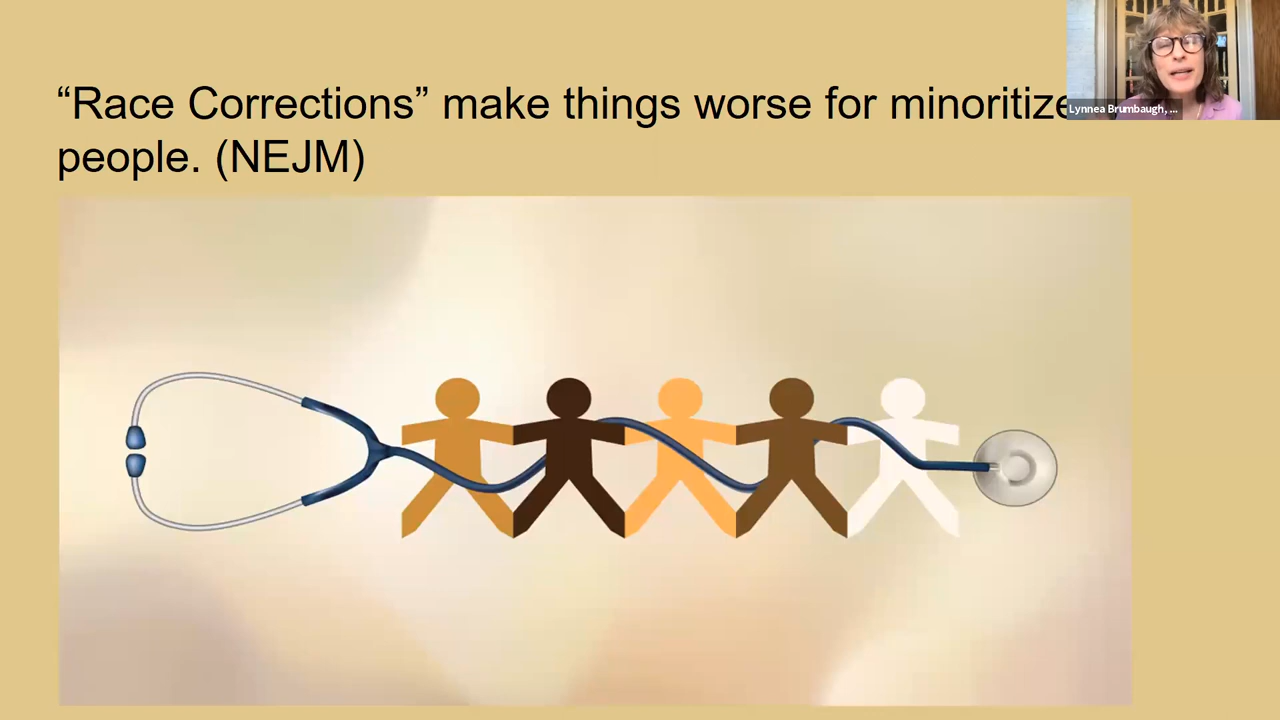 “Race Corrections” make things worse for minoritize
people. (NEJM)
Lynnea Brumbaugh, ...